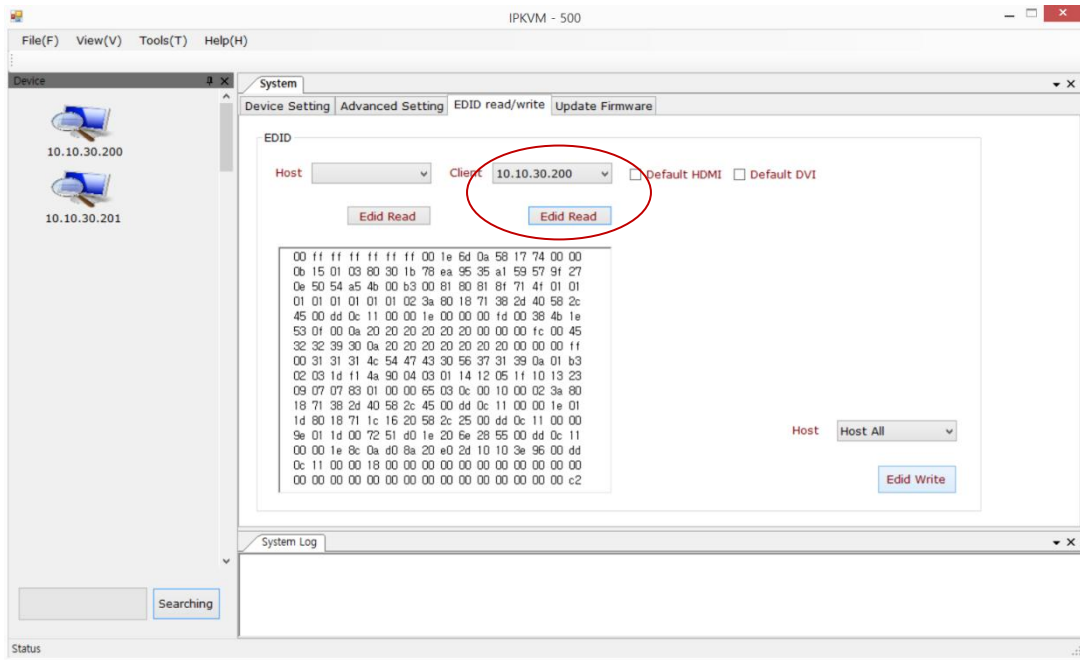 IPKVM - 500
File(F) View(V) Tools(T) Help(H)
Device
10.10.30.200
10.10.30.201
Searching
System
Device Setting Advanced Setting EDID read/write Update Firmware
EDID
Host Client 10.10.30.200 Default HDMI Default DVI
Edid Read Edid Read
00 ff ff ff ff ff ff 00 1e 6d 0a 58 17 74 00 00
0b 15 01 03 80 30 1b 78 ea 95 35 a1 59 57 9f 27
0e 50 54 a5 4b 00 b3 00 81 80 81 8f 71 4f 01 01
01 01 01 01 01 01 02 3a 80 18 71 38 2d 40 58 2c
45 00 dd 0c 11 00 00 1e 00 00 00 fd 00 38 4b 1e
53 0f 00 0a 20 20 20 20 20 20 00 00 00 fc 00 45
32 32 39 30 0a 20 20 20 20 20 20 20 00 00 00 ff
00 31 31 31 4c 54 47 43 30 56 37 31 39 0a 01 b3
02 03 1d f1 4a 90 04 03 01 14 12 05 1f 10 13 23
09 07 07 83 01 00 00 65 03 0c 00 10 00 02 3a 80
18 71 38 2d 40 58 2c 45 00 dd 0c 11 00 00 1e 01
1d 80 18 71 1c 16 20 58 2c 25 00 dd 0c 11 00 00
9e 01 1d 00 72 51 d0 1e 20 6e 28 55 00 dd 0c 11
00 00 1e 8c 0a d0 8a 20 e0 2d 10 10 3e 96 00 dd
0c 11 00 00 18 00 00 00 00 00 00 00 00 00 00 00
00 00 00 00 00 00 00 00 00 00 00 00 00 00 00 c2
Host Host All
Edid Write
System Log
Status